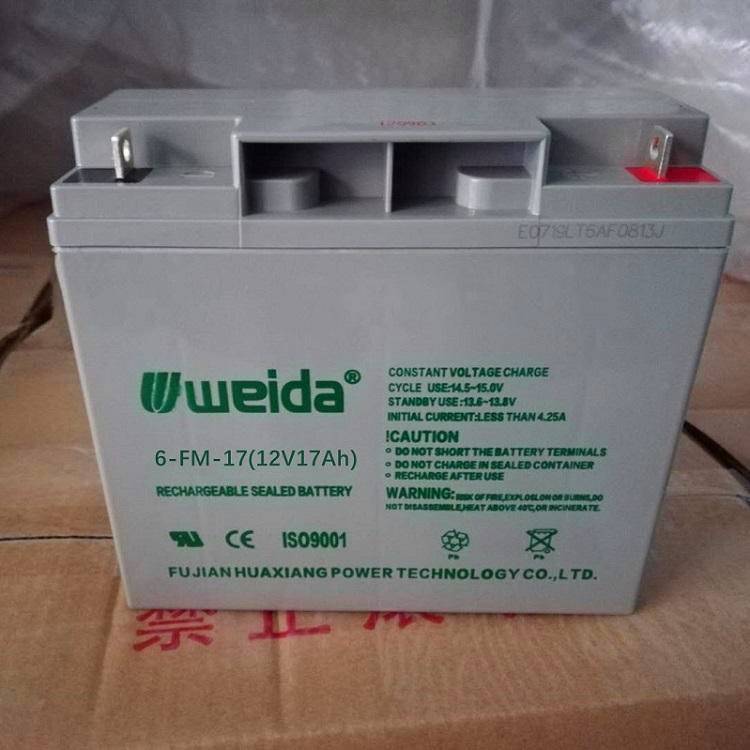 E0719LT5AF0813J
weida®
6-FM-17(12V17Ah)
RECHARGEABLE SEALED BATTERY
CONSTANT VOLTAGE CHARGE
CYCLE USE:14.5~15.0V
STANDBY USE:13.6~13.8V
INITIAL CURRENT:LESS THAN 4.25A
!CAUTION
DO NOT SHORT THE BATTERY TERMINALS
DO NOT CHARGE IN SEALED CONTAINER
RECHARGE AFTER USE
WARNING: RISK OF FIRE,EXPLOSLON OR BURNS,DO
NOT DISASSEMBLE,HEAT ABOVE 40℃,OR INCINERATE.
CE ISO9001
Pb Pb
FUJIAN HUAXIANG POWER TECHNOLOGY CO.,LTD.
禁止滚